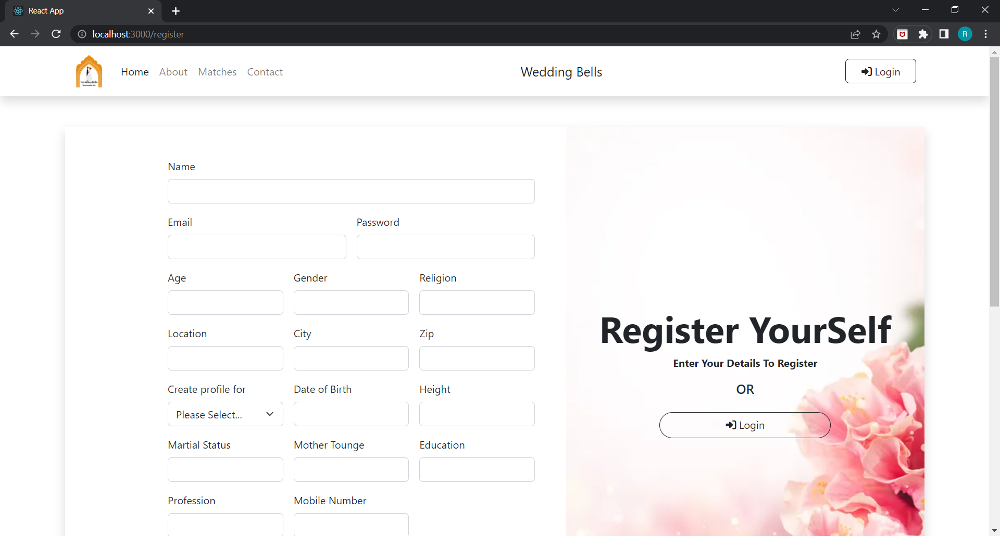 React App
localhost:3000/register
R
Wedding Bells
Home About Matches Contact
Wedding Bells
Login
Name
Email Password
Age Gender Religion
Location City Zip
Create profile for Date of Birth Height
Please Select...
Martial Status Mother Tounge Education
Profession Mobile Number
Register YourSelf
Enter Your Details To Register
OR
Login